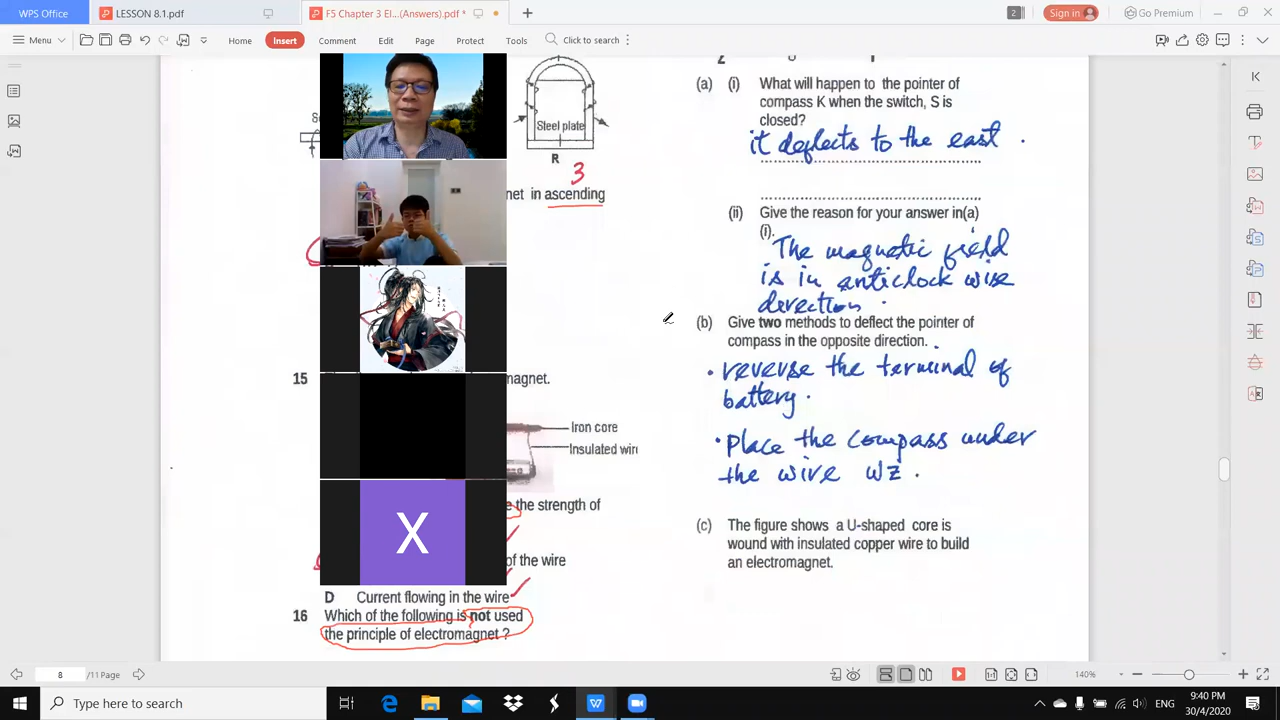 WPS Office
LESSON 8.1.pdf
F5 Chapter 3 El...(Answers).pdf *
+
2
Sign in
Go Premium
Menu
Home
Insert
Comment
Edit
Page
Protect
Tools
Click to search
Steel plate
R
3
net in ascending
15
magnet.
Iron core
Insulated wire
the strength of
of the wire
X
D Current flowing in the wire
16 Which of the following is not used
the principle of electromagnet ?
(a) (i) What will happen to the pointer of
compass K when the switch, S is
closed?
it deflects to the east .
(ii) Give the reason for your answer in(a)
(i).
The magnetic field
is in anticlock wise
direction .
(b) Give two methods to deflect the pointer of
compass in the opposite direction.
• reverse the terminal of
battery .
• place the compass under
the wire WZ .
(c) The figure shows a U-shaped core is
wound with insulated copper wire to build
an electromagnet.
8 /11 Page
140%
Type here to search
9:40 PM
30/4/2020